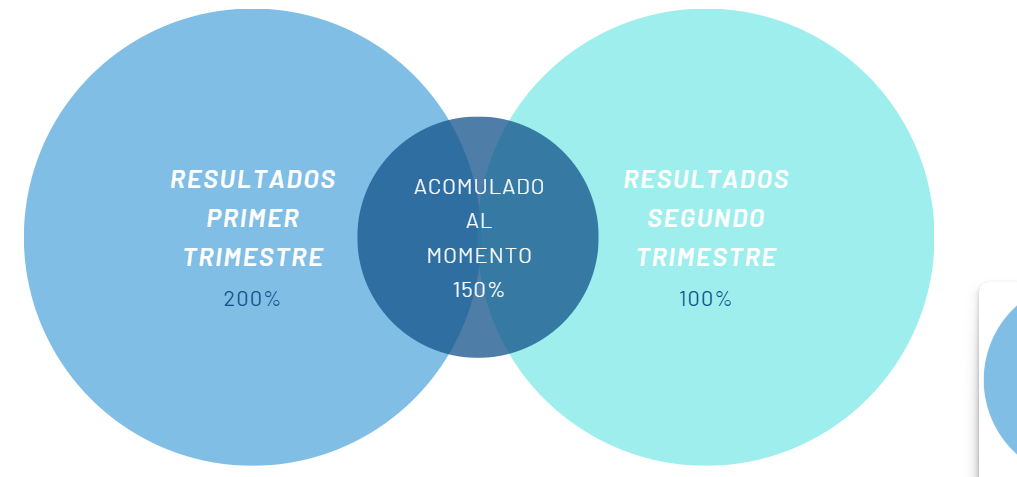 RESULTADOS
PRIMER
TRIMESTRE
200%
ACOMULADO
AL
MOMENTO
150%
RESULTADOS
SEGUNDO
TRIMESTRE
100%